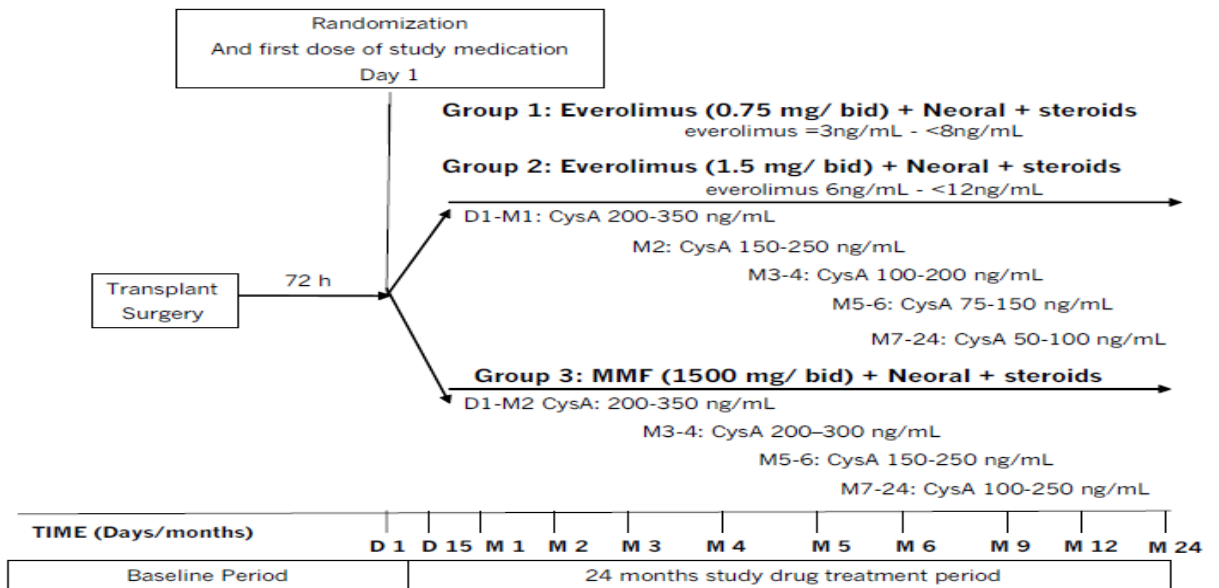 Randomization
And first dose of study medication
Day 1
Group 1: Everolimus (0.75 mg/ bid) + Neoral + steroids
everolimus =3ng/mL - <8ng/mL
Group 2: Everolimus (1.5 mg/ bid) + Neoral + steroids
everolimus 6ng/mL - <12ng/mL
D1-M1: CysA 200-350 ng/mL
M2: CysA 150-250 ng/mL
72 h
M3-4: CysA 100-200 ng/mL
Transplant
Surgery
M5-6: CysA 75-150 ng/mL
M7-24: CysA 50-100 ng/mL
Group 3: MMF (1500 mg/ bid) + Neoral + steroids
D1-M2 CysA: 200-350 ng/mL
M3-4: CysA 200–300 ng/mL
M5-6: CysA 150-250 ng/mL
M7-24: CysA 100-250 ng/mL
TIME (Days/months)
D 1 D 15 M 1 M 2 M 3 M 4 M 5 M 6 M 9 M 12 M 24
Baseline Period
24 months study drug treatment period